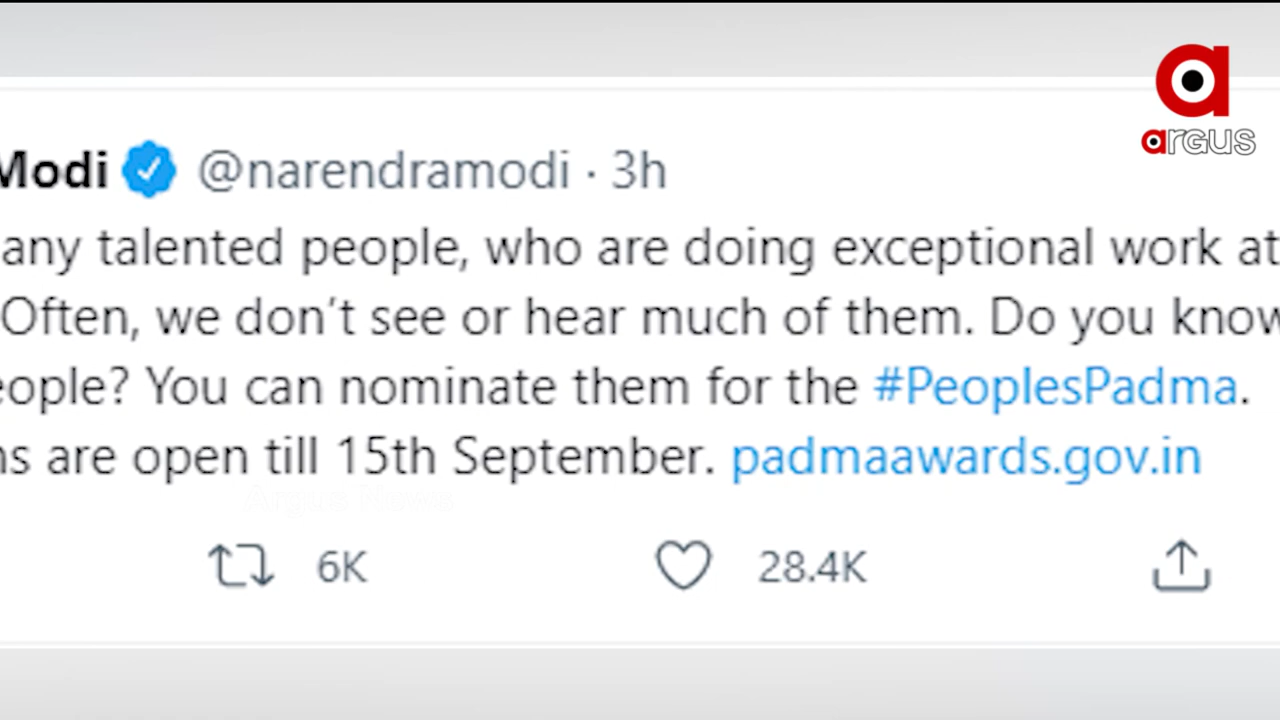 argus
Modi @narendramodi · 3h
any talented people, who are doing exceptional work at
Often, we don't see or hear much of them. Do you know
eople? You can nominate them for the #PeoplesPadma.
ns are open till 15th September. padmaawards.gov.in
Argus News
6K 28.4K